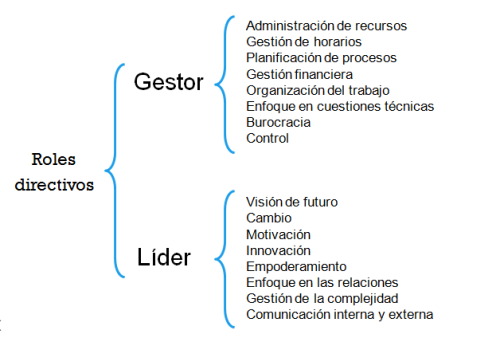 Roles
directivos
Gestor
Administración de recursos
Gestión de horarios
Planificación de procesos
Gestión financiera
Organización del trabajo
Enfoque en cuestiones técnicas
Burocracia
Control
Líder
Visión de futuro
Cambio
Motivación
Innovación
Empoderamiento
Enfoque en las relaciones
Gestión de la complejidad
Comunicación interna y externa